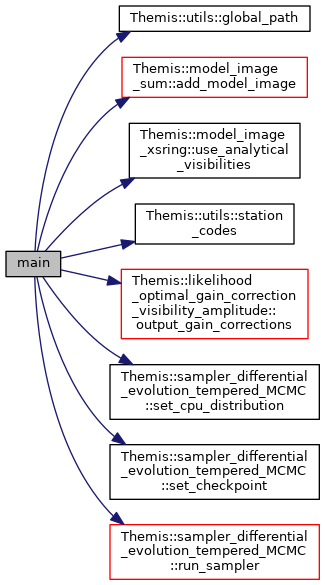 Themis::utils::global_path
Themis::model_image
_sum::add_model_image
Themis::model_image
_xsring::use_analytical
_visibilities
Themis::utils::station
_codes
main
Themis::likelihood
_optimal_gain_correction
_visibility_amplitude::
output_gain_corrections
Themis::sampler_differential
_evolution_tempered_MCMC
::set_cpu_distribution
Themis::sampler_differential
_evolution_tempered_MCMC
::set_checkpoint
Themis::sampler_differential
_evolution_tempered_MCMC
::run_sampler